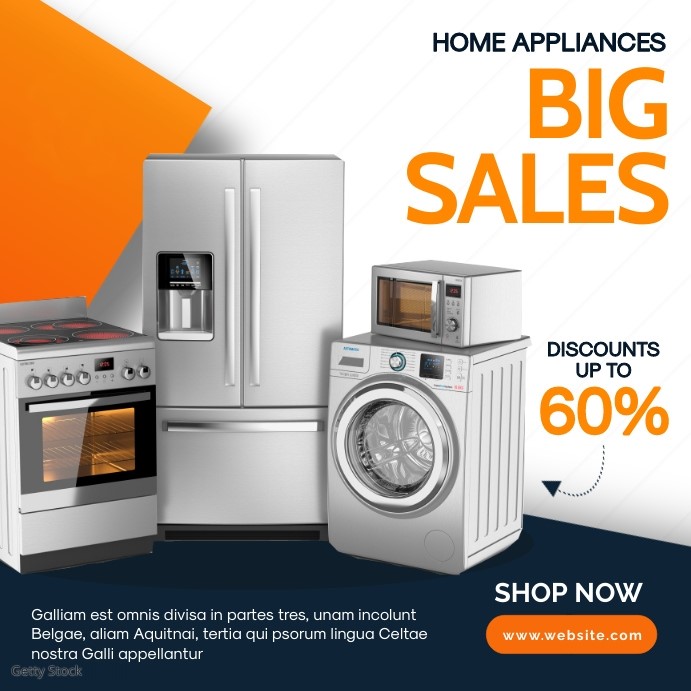 HOME APPLIANCES
BIG
SALES
DISCOUNTS
UP TO
60%
SHOP NOW
www.website.com
Galliam est omnis divisa in partes tres, unam incolunt
Belgae, aliam Aquitnai, tertia qui psorum lingua Celtae
nostra Galli appellantur
Getty Stock